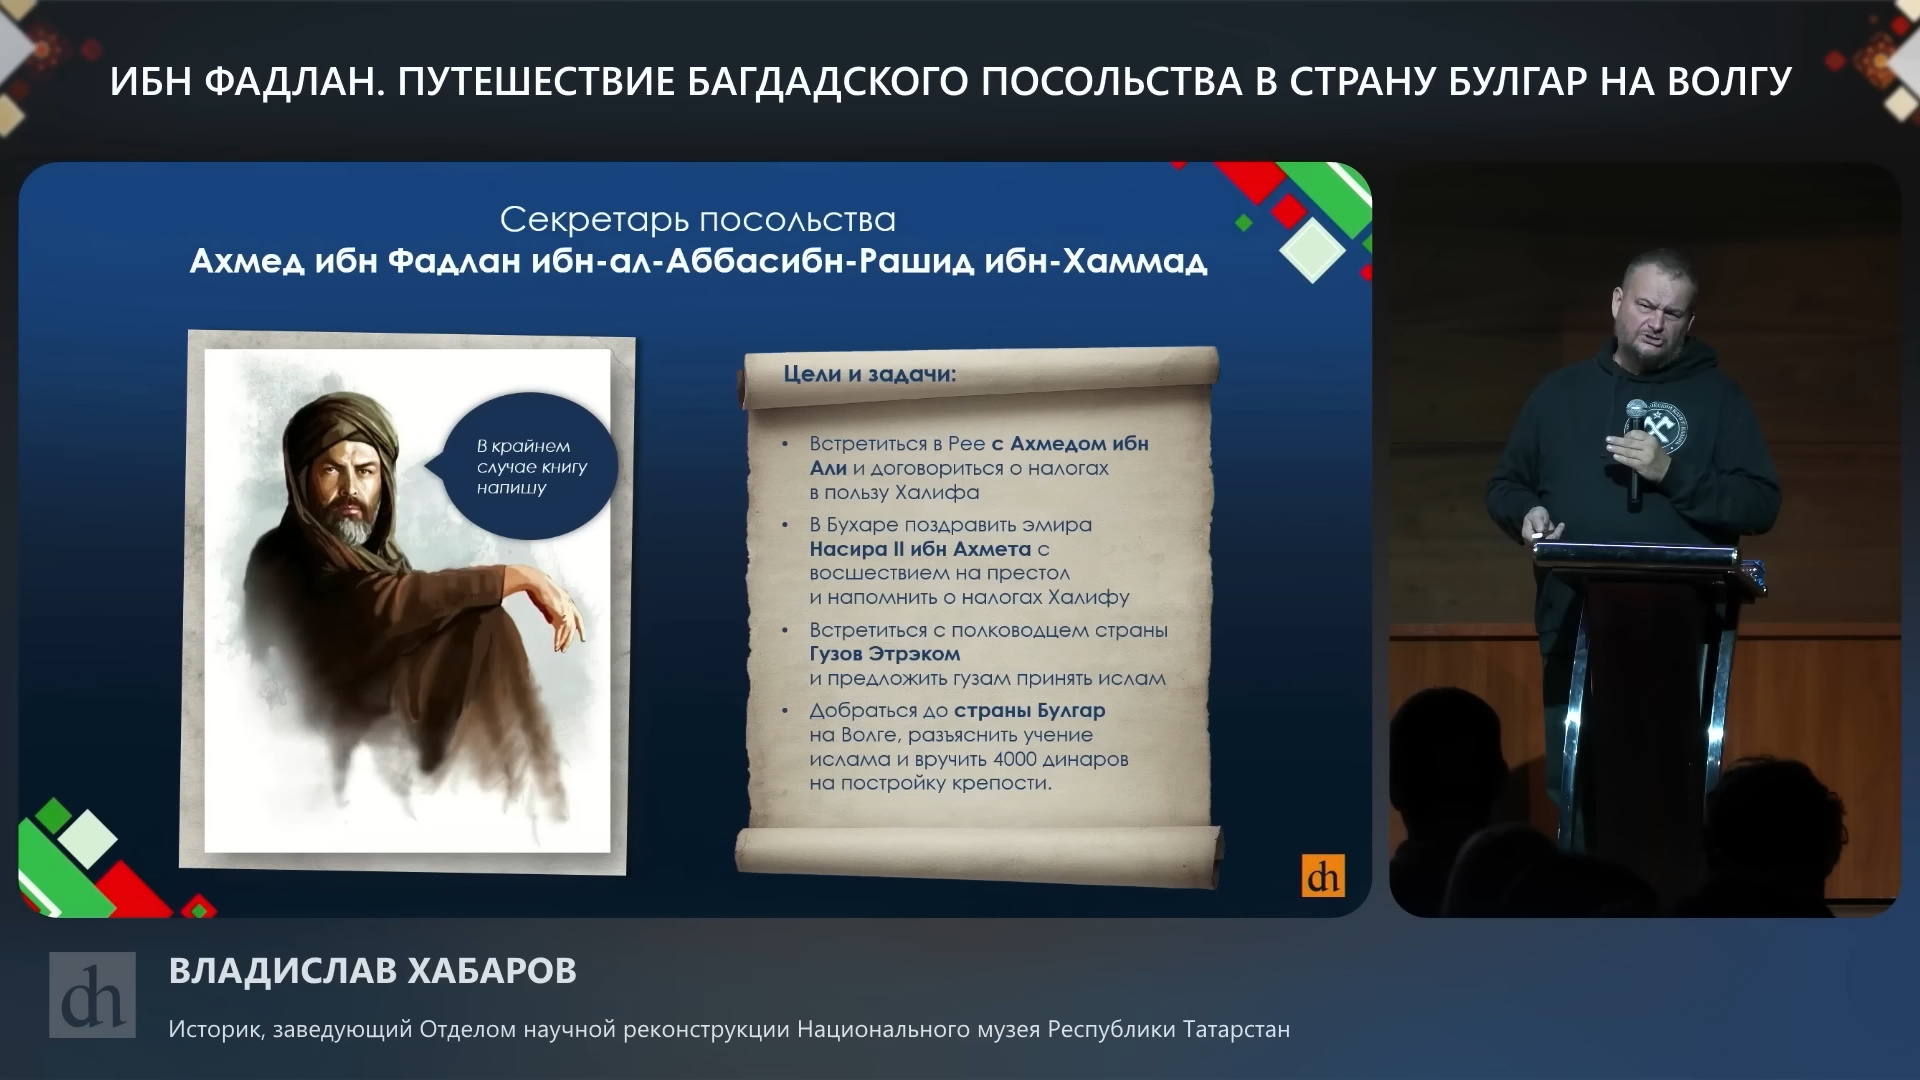 ИБН ФАДЛАН. ПУТЕШЕСТВИЕ БАГДАДСКОГО ПОСОЛЬСТВА В СТРАНУ БУЛГАР НА ВОЛГУ
Секретарь посольства
Ахмед ибн Фадлан ибн-ал-Аббасибн-Рашид ибн-Хаммад
В крайнем
случае книгу
напишу
Цели и задачи:
• Встретиться в Рее с Ахмедом ибн
Али и договориться о налогах
в пользу Халифа
• В Бухаре поздравить эмира
Насира II ибн Ахмета с
восшествием на престол
и напомнить о налогах Халифу
• Встретиться с полководцем страны
Гузов Этрэком
и предложить гузам принять ислам
• Добраться до страны Булгар
на Волге, разъяснить учение
ислама и вручить 4000 динаров
на постройку крепости.
dh
dh
ВЛАДИСЛАВ ХАБАРОВ
Историк, заведующий Отделом научной реконструкции Национального музея Республики Татарстан